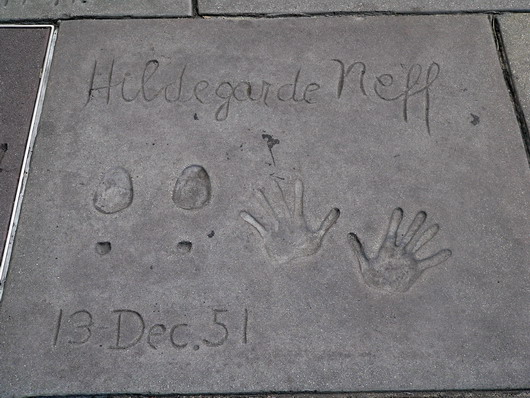 Hildegarde Neff
13. Dec. 51